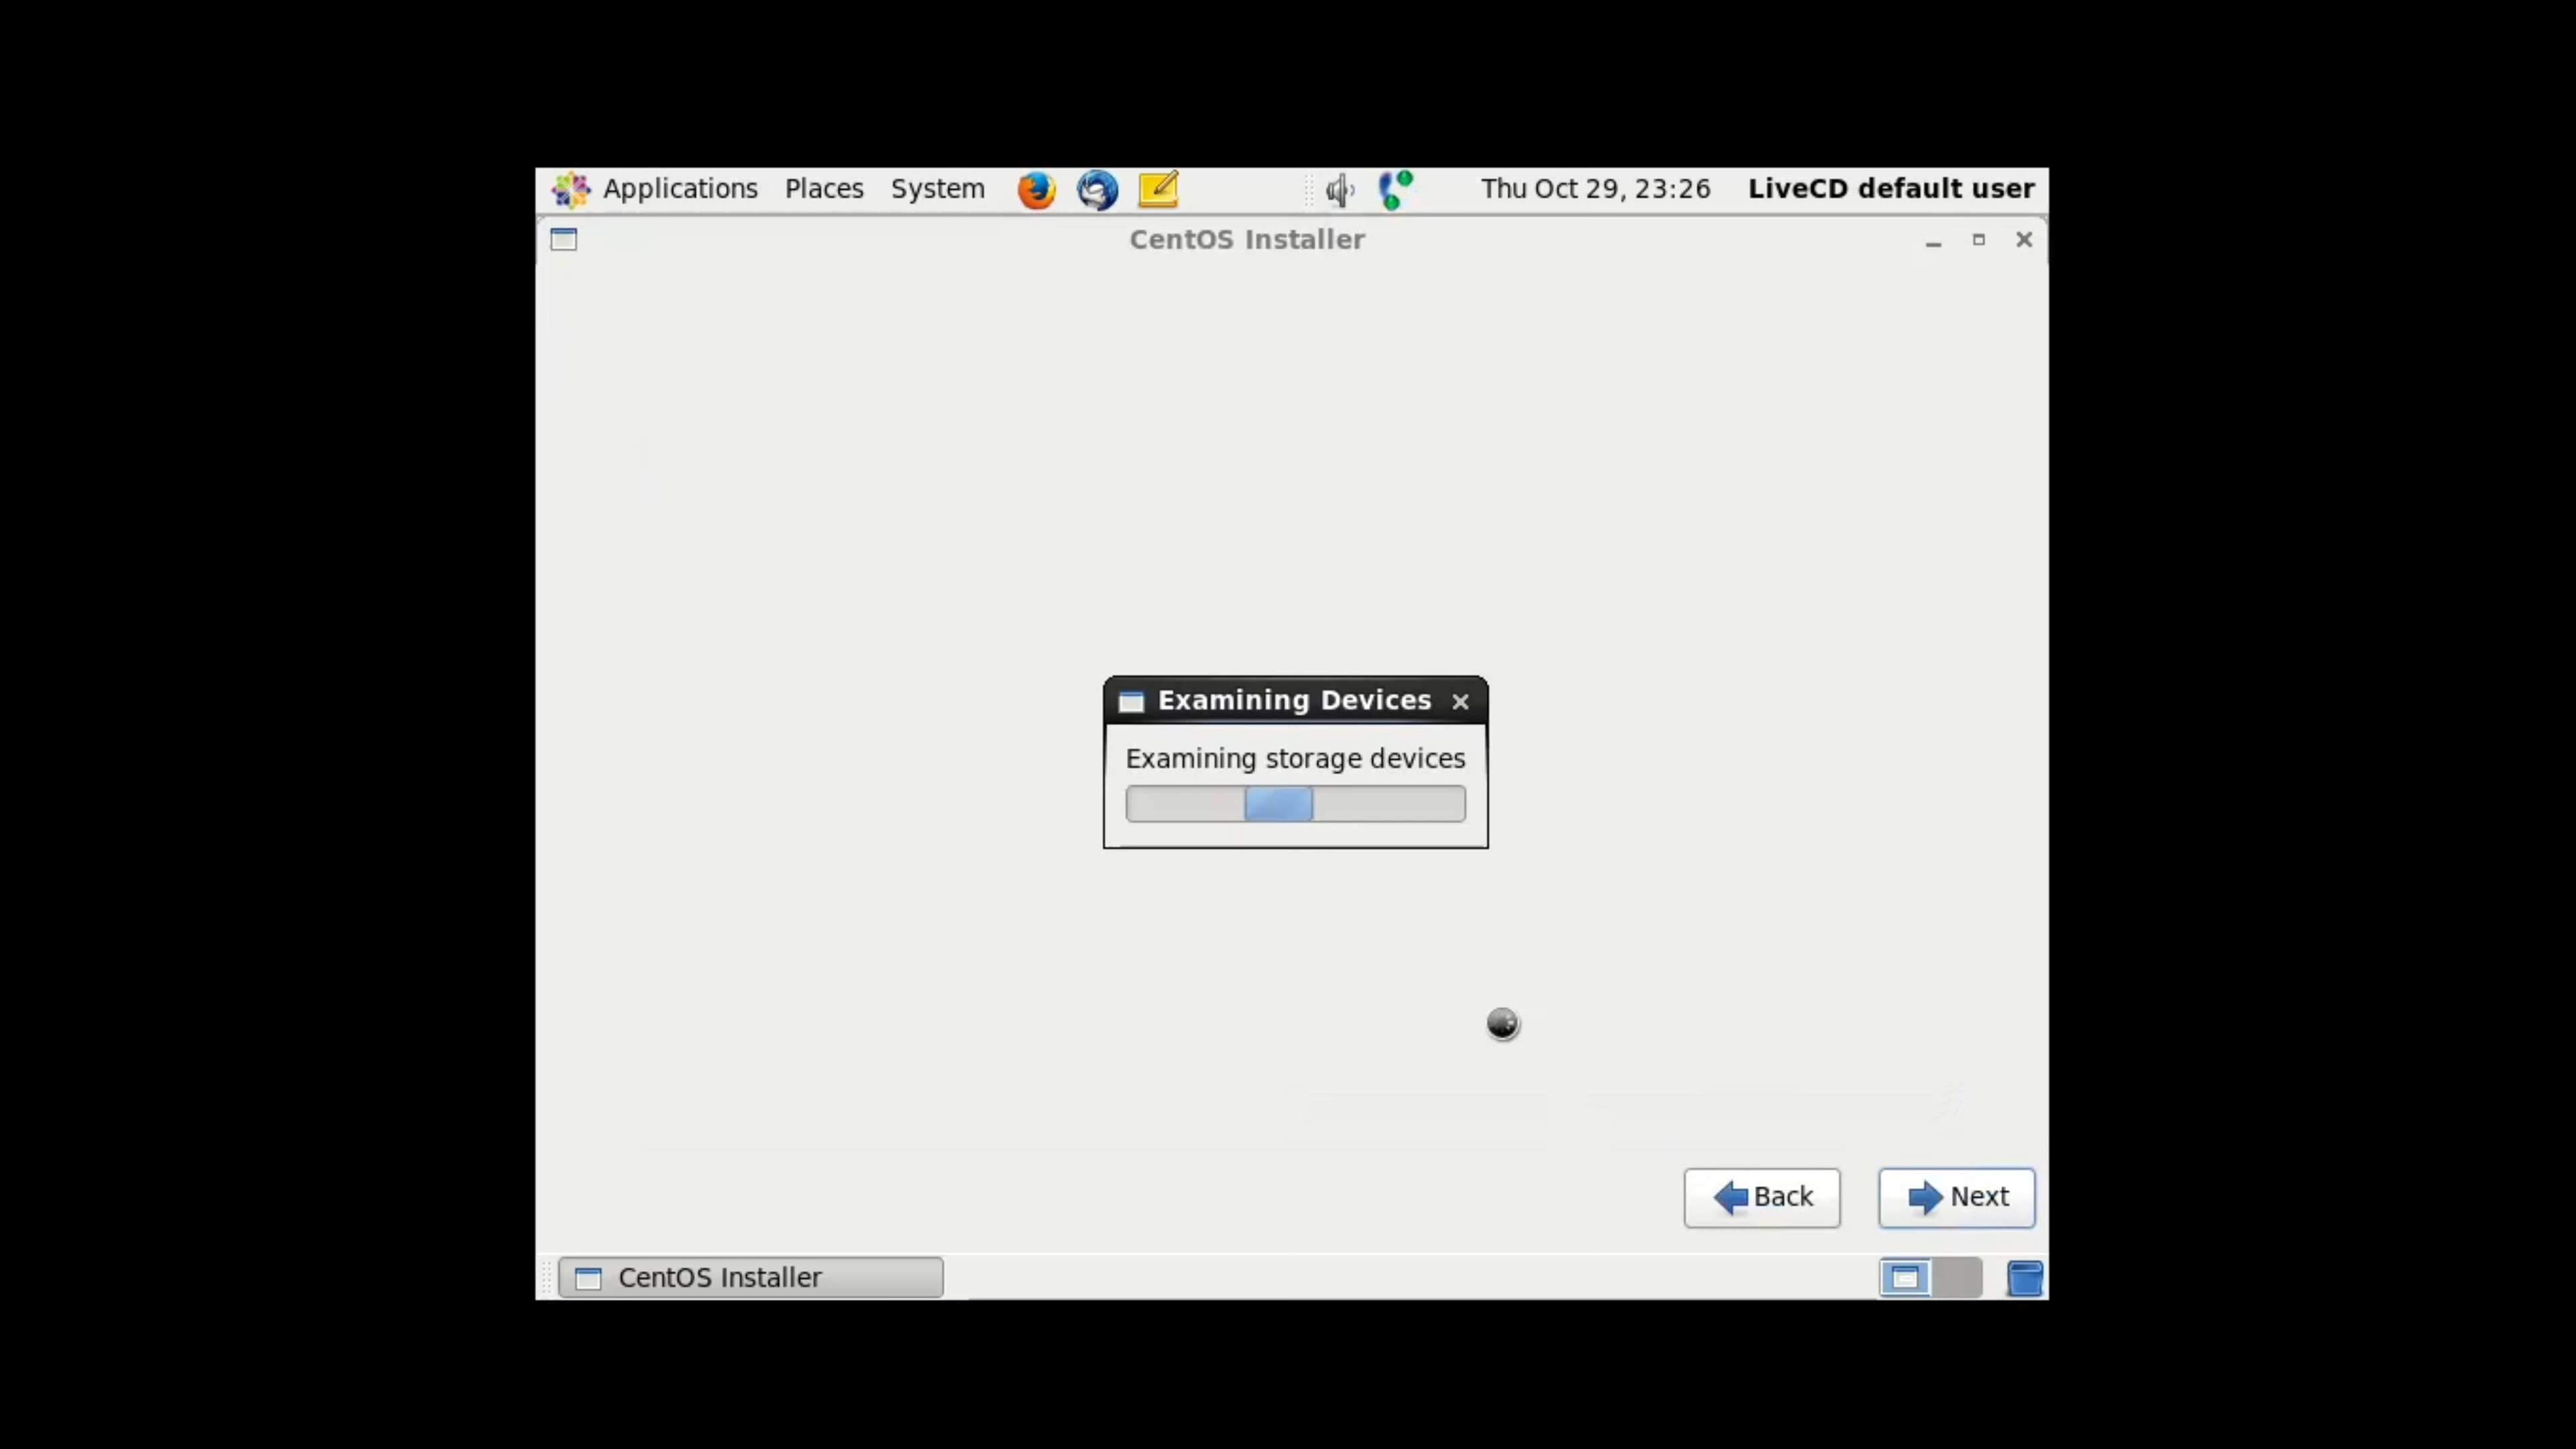 Applications Places System Thu Oct 29, 23:26 LiveCD default user
CentOS Installer
Examining Devices
Examining storage devices
Back Next
CentOS Installer